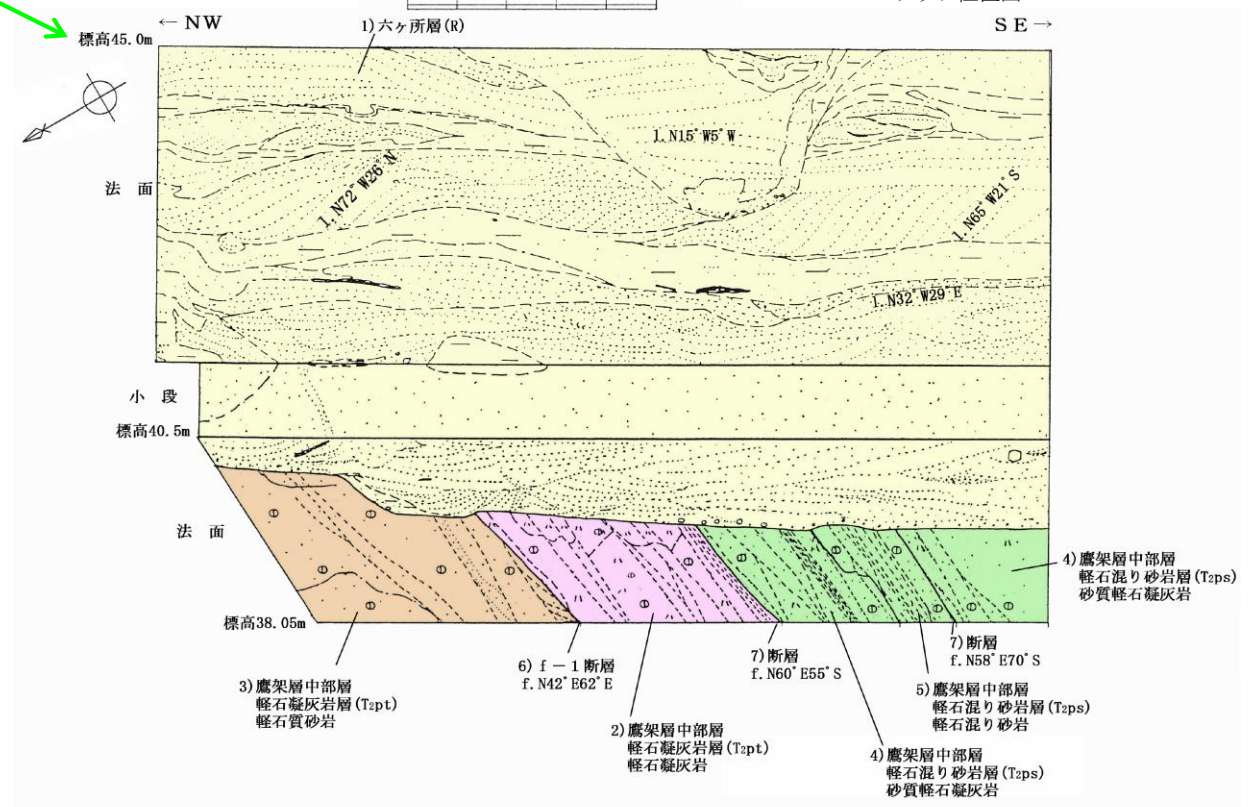 ← NW
SE →
標高45.0m
1)六ケ所層(R)
l.N15°W5°W
法 面
l.N72°W26°N
l.N65°W21°S
l.N32°W29°E
小 段
標高40.5m
法 面
4)鷹架層中部層
軽石混り砂岩層(T2ps)
砂質軽石凝灰岩
標高38.05m
6)f-1断層
f.N42°E62°E
7)断層
f.N60°E55°S
7)断層
f.N58°E70°S
3)鷹架層中部層
軽石凝灰岩層(T2pt)
軽石質砂岩
5)鷹架層中部層
軽石混り砂岩層(T2ps)
軽石混り砂岩
2)鷹架層中部層
軽石凝灰岩層(T2pt)
軽石凝灰岩
4)鷹架層中部層
軽石混り砂岩層(T2ps)
砂質軽石凝灰岩